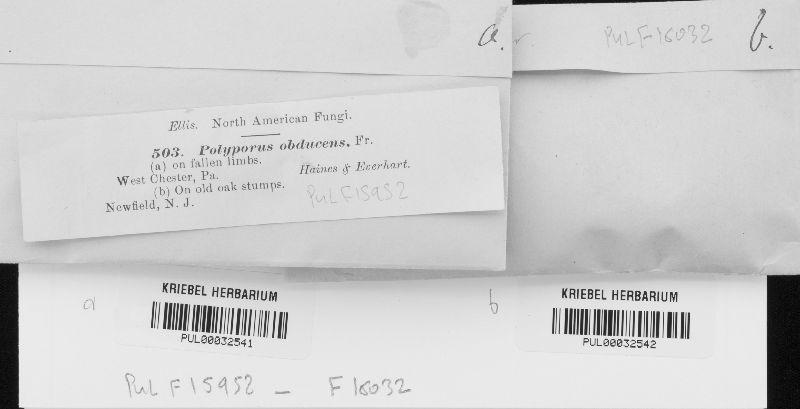 a.
PUL F16032
b.
Ellis. North American Fungi.
503. Polyporus obducens, Fr.
(a) on fallen limbs.
West Chester, Pa.
Haines & Everhart.
(b) On old oak stumps.
Newfield, N. J.
PUL F15952
a
KRIEBEL HERBARIUM
PUL00032541
b
KRIEBEL HERBARIUM
PUL00032542
PUL F15952 – F16032